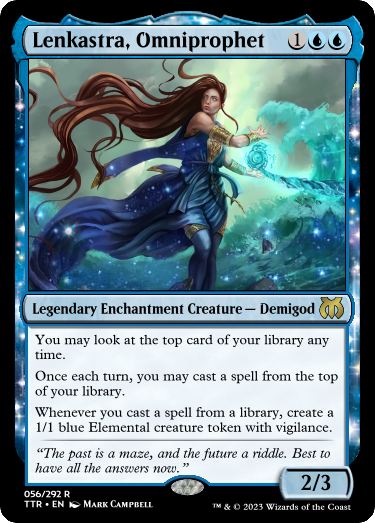 Lenkastra, Omniprophet 1
Legendary Enchantment Creature — Demigod
You may look at the top card of your library any
time.
Once each turn, you may cast a spell from the top
of your library.
Whenever you cast a spell from a library, create a
1/1 blue Elemental creature token with vigilance.
“The past is a maze, and the future a riddle. Best to
have all the answers now.”
2/3
056/292 R
TTR • EN Mark Campbell
™ & © 2023 Wizards of the Coast